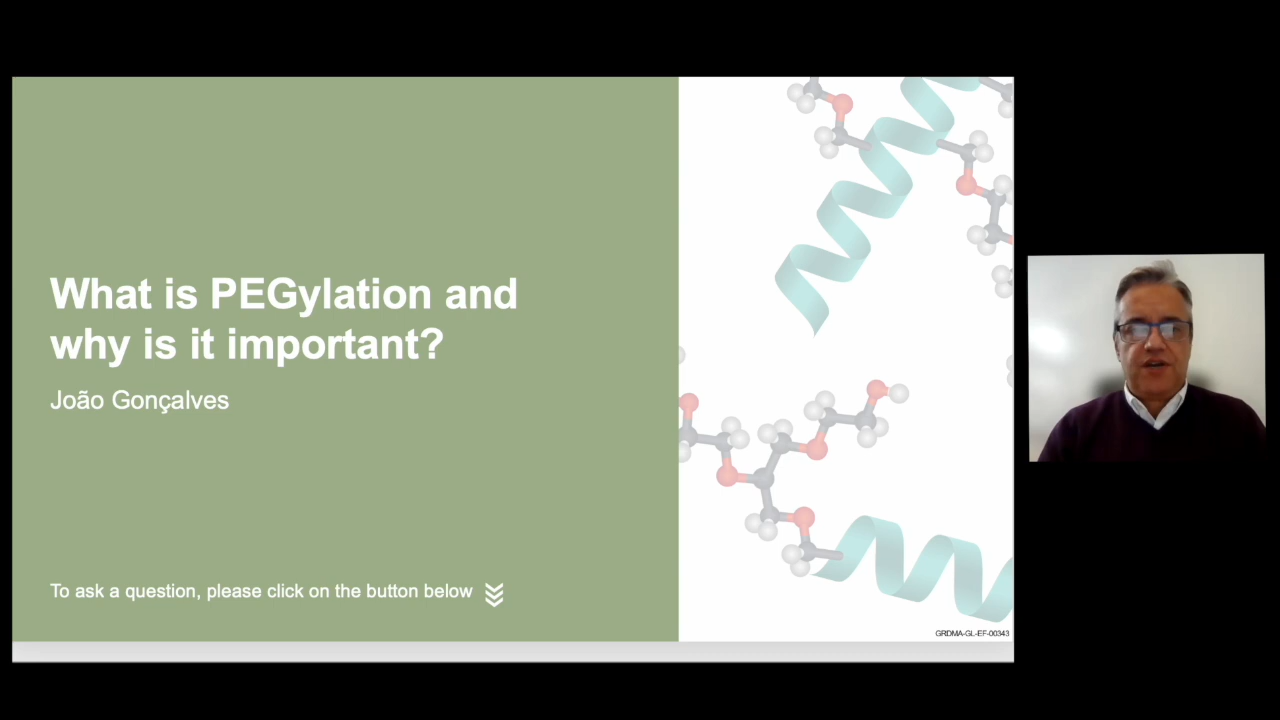 What is PEGylation and
why is it important?
João Gonçalves
To ask a question, please click on the button below
GRDMA-GL-EF-00343